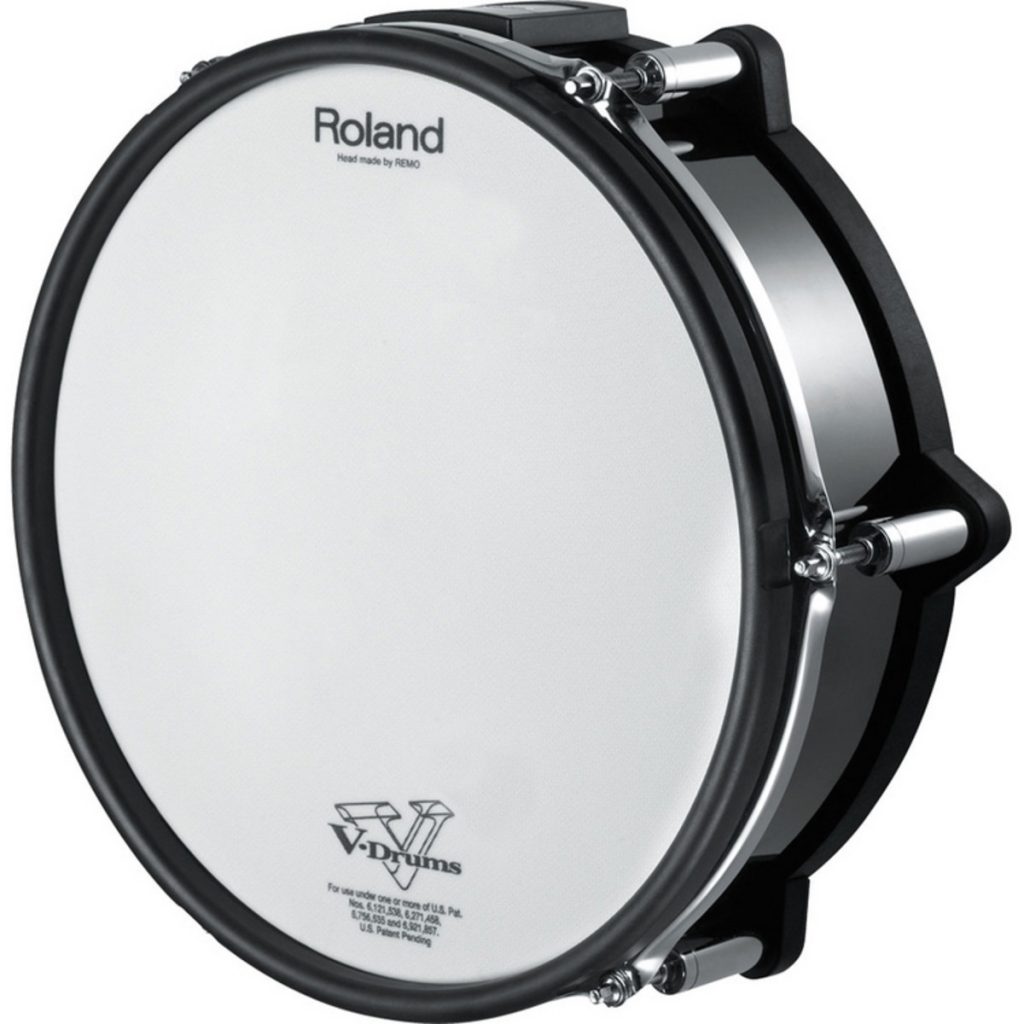 Roland
Head made by REMO
V-Drums
For use under one or more of U.S. Pat.
Nos. 6,121,538, 6,271,458,
6,756,535 and 6,921,857.
U.S. Patent Pending